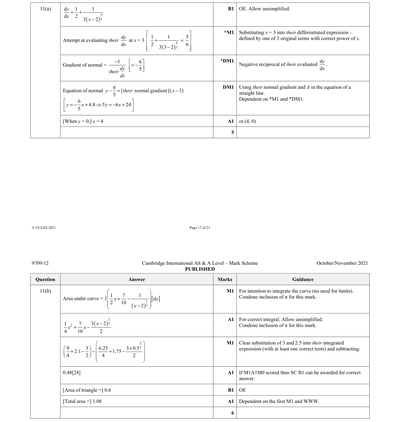 11(a)
dy/dx = 1/2 + 1/(3(x−2)^(4/3))
B1
OE. Allow unsimplified.
Attempt at evaluating their dy/dx at x = 3 [1/2 + 1/(3(3−2)^(4/3)) = 5/6]
*M1
Substituting x = 3 into their differentiated expression – defined by one of 3 original terms with correct power of x.
Gradient of normal = −1/(their dy/dx) [= −6/5]
*DM1
Negative reciprocal of their evaluated dy/dx.
Equation of normal y − 6/5 = (their normal gradient)(x − 3)
[y = −6/5 x + 4.8 ⇒ 5y = −6x + 24]
DM1
Using their normal gradient and A in the equation of a straight line.
Dependent on *M1 and *DM1.
[When y = 0,] x = 4
A1
or (4, 0)
5
© UCLES 2021
Page 17 of 21
9709/12
Cambridge International AS & A Level – Mark Scheme
PUBLISHED
October/November 2021
Question
Answer
Marks
Guidance
11(b)
Area under curve = ∫(1/2 x + 7/10 − 1/(x−2)^(1/3)) [dx]
M1
For intention to integrate the curve (no need for limits).
Condone inclusion of π for this mark.
1/4 x² + 7/10 x − 3(x−2)^(2/3)/2
A1
For correct integral. Allow unsimplified.
Condone inclusion of π for this mark.
(9/4 + 2.1 − 3/2) − (6.25/4 + 1.75 − 3×0.5^(2/3)/2)
M1
Clear substitution of 3 and 2.5 into their integrated expression (with at least one correct term) and subtracting.
0.48[24]
A1
If M1A1M0 scored then SC B1 can be awarded for correct answer.
[Area of triangle =] 0.6
B1
OE
[Total area =] 1.08
A1
Dependent on the first M1 and WWW.
6